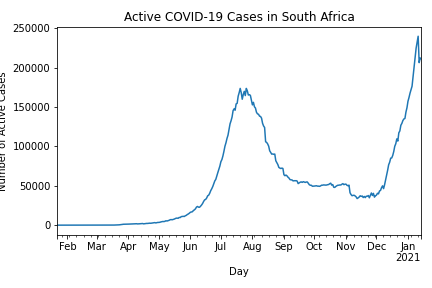 Active COVID-19 Cases in South Africa
250000
200000
150000
100000
50000
0
Number of Active Cases
Feb Mar Apr May Jun Jul Aug Sep Oct Nov Dec Jan
2021
Day